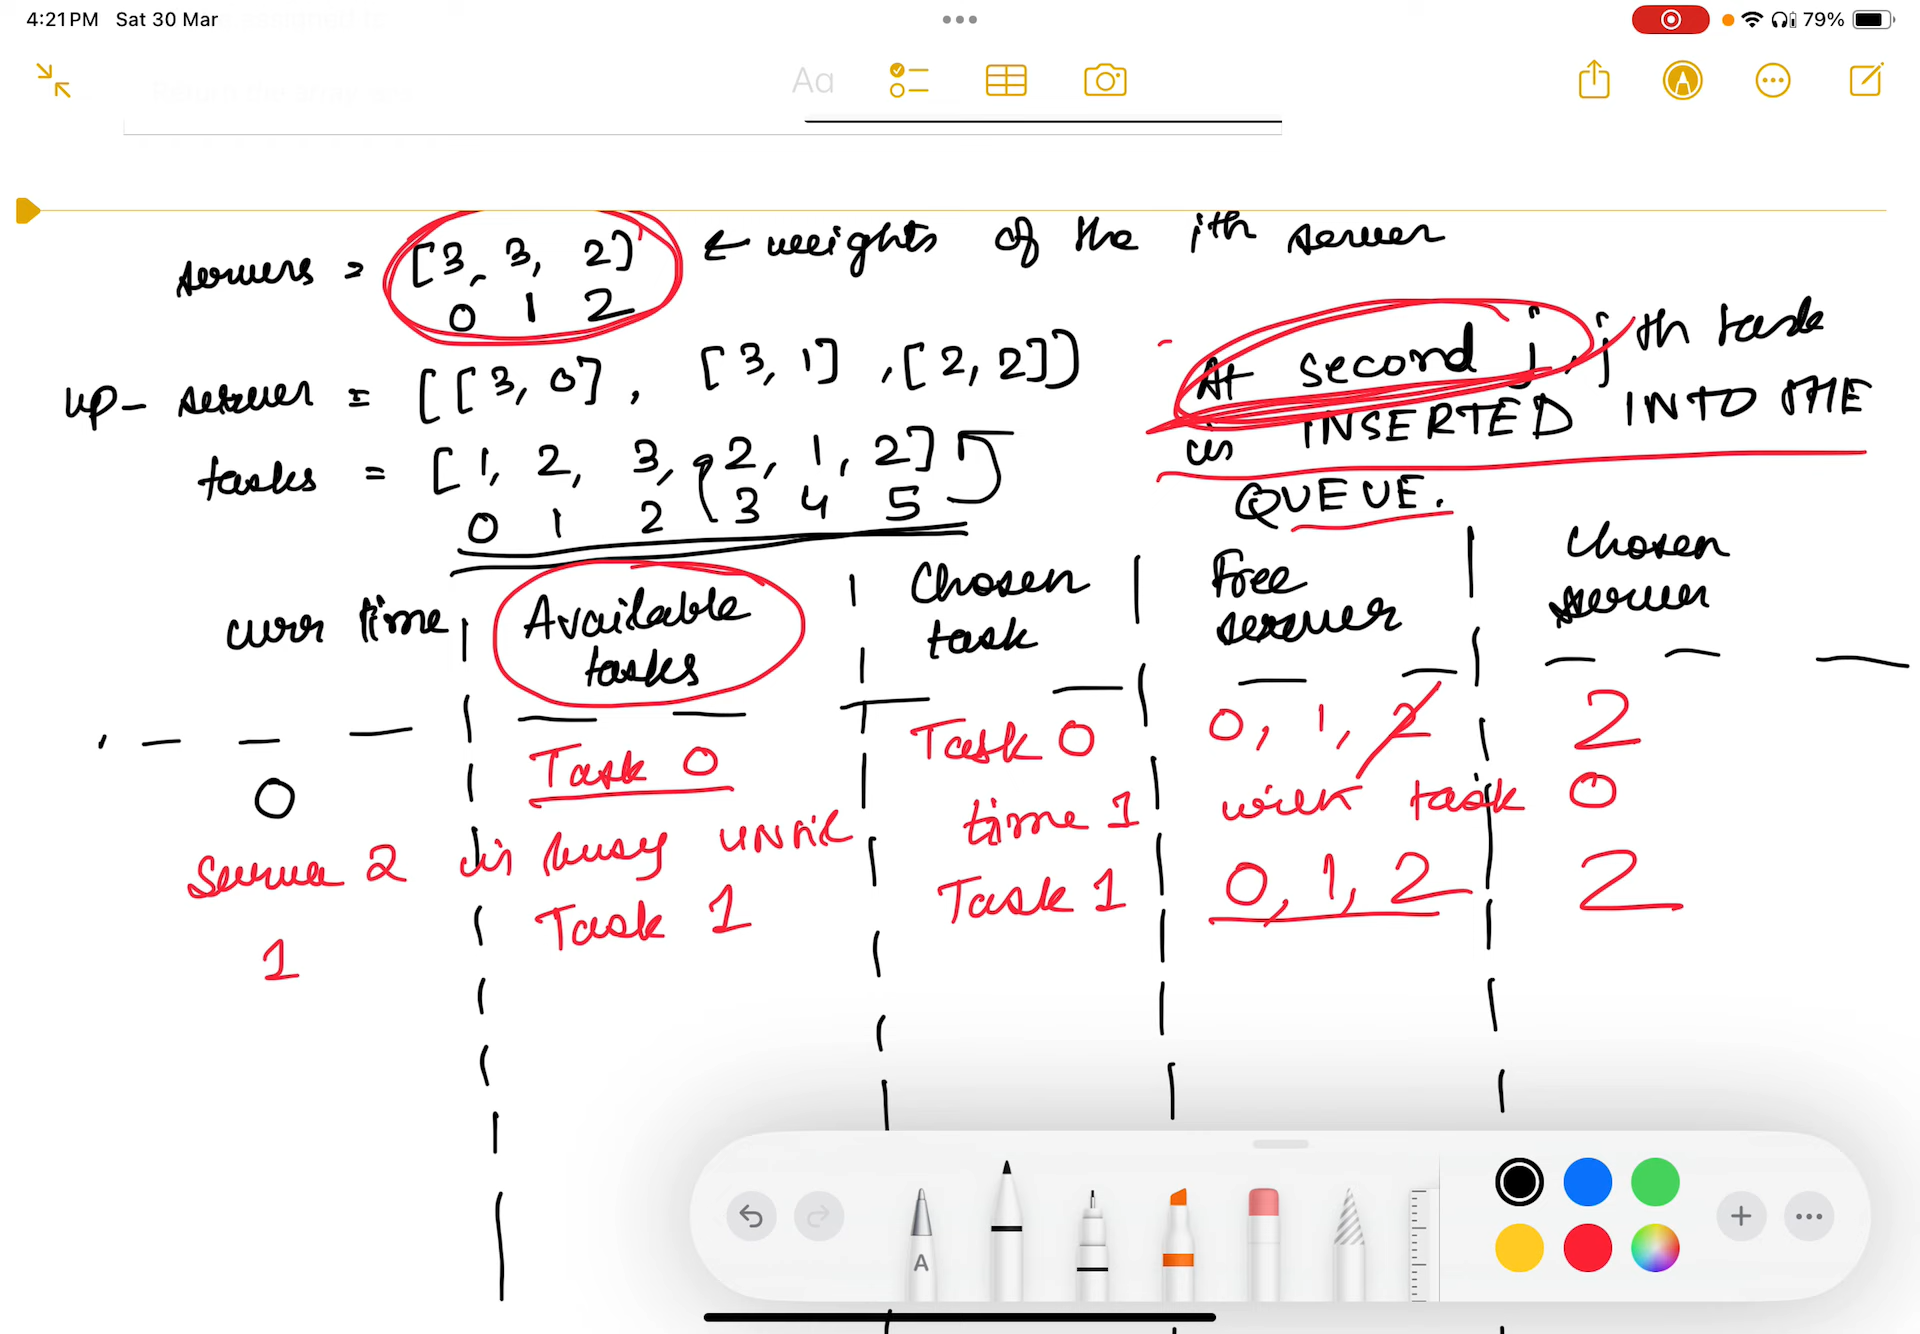 4:21 PM Sat 30 Mar
79%
Aa
servers = [3, 3, 2] ← weights of the ith server
0 1 2
up-server = [[3, 0], [3, 1], [2, 2]]
At second j, jth task
is INSERTED INTO THE
QUEUE.
tasks = [1, 2, 3, 2, 1, 2]
0 1 2 3 4 5
curr time Available tasks Chosen task Free server Chosen server
0 Task 0 Task 0 0, 1, 2 2
Server 2 is busy UNTIL time 1 with task 0
1 Task 1 Task 1 0, 1, 2 2
A